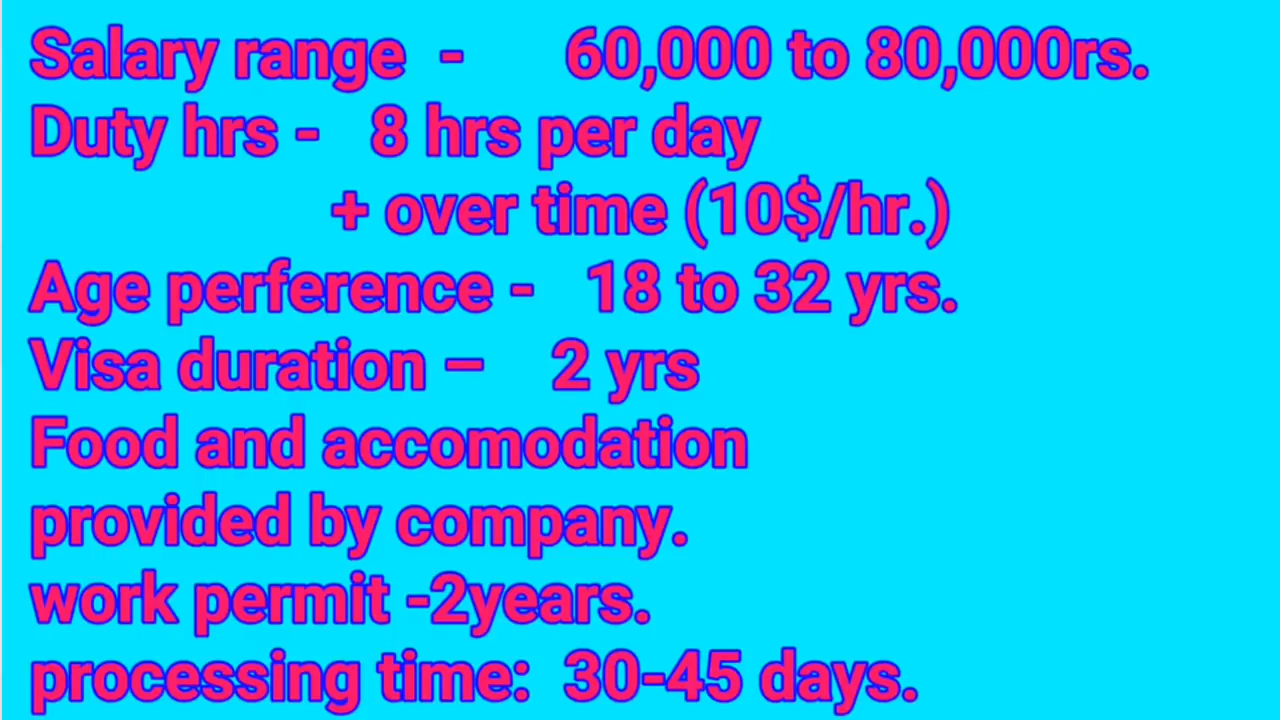 Salary range - 60,000 to 80,000rs.
Duty hrs - 8 hrs per day
+ over time (10$/hr.)
Age perference - 18 to 32 yrs.
Visa duration – 2 yrs
Food and accomodation
provided by company.
work permit -2years.
processing time: 30-45 days.